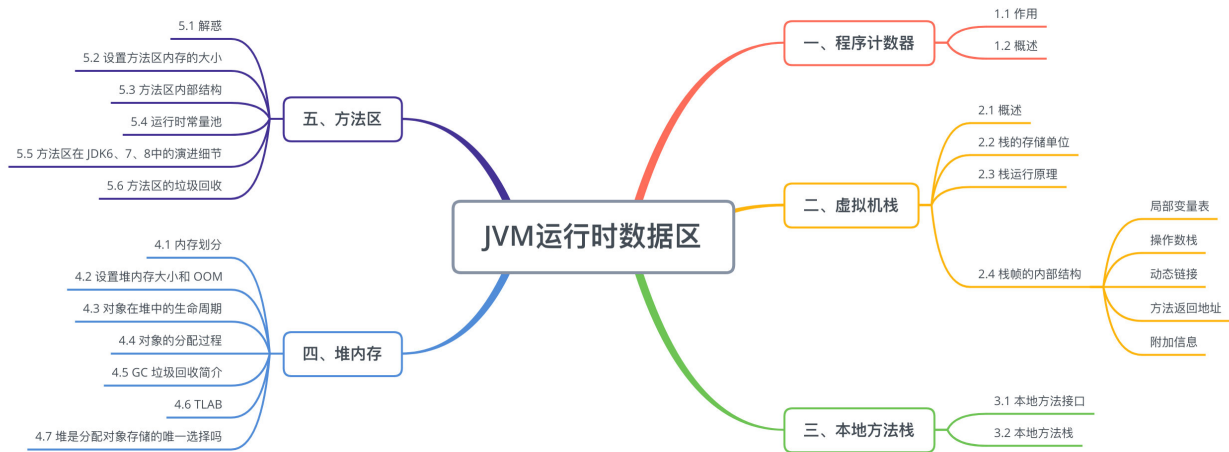 JVM运行时数据区
一、程序计数器
1.1 作用
1.2 概述
二、虚拟机栈
2.1 概述
2.2 栈的存储单位
2.3 栈运行原理
2.4 栈帧的内部结构
局部变量表
操作数栈
动态链接
方法返回地址
附加信息
三、本地方法栈
3.1 本地方法接口
3.2 本地方法栈
四、堆内存
4.1 内存划分
4.2 设置堆内存大小和 OOM
4.3 对象在堆中的生命周期
4.4 对象的分配过程
4.5 GC 垃圾回收简介
4.6 TLAB
4.7 堆是分配对象存储的唯一选择吗
五、方法区
5.1 解惑
5.2 设置方法区内存的大小
5.3 方法区内部结构
5.4 运行时常量池
5.5 方法区在 JDK6、7、8中的演进细节
5.6 方法区的垃圾回收